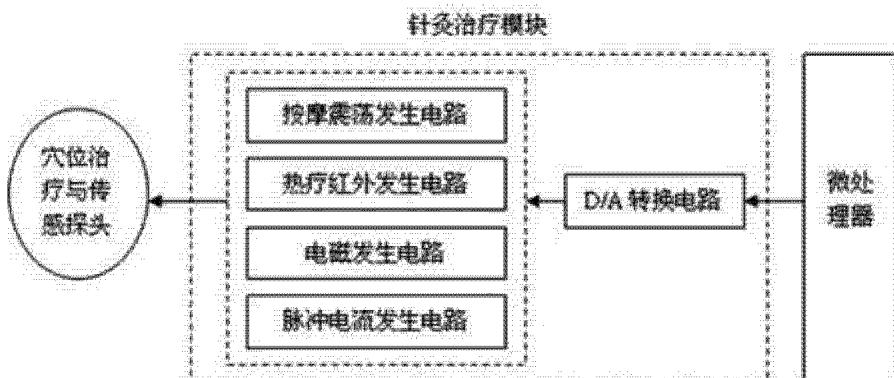 针灸治疗模块
按摩震荡发生电路
热疗红外发生电路
电磁发生电路
脉冲电流发生电路
穴位治
疗与传
感探头
D/A 转换电路
微处
理器